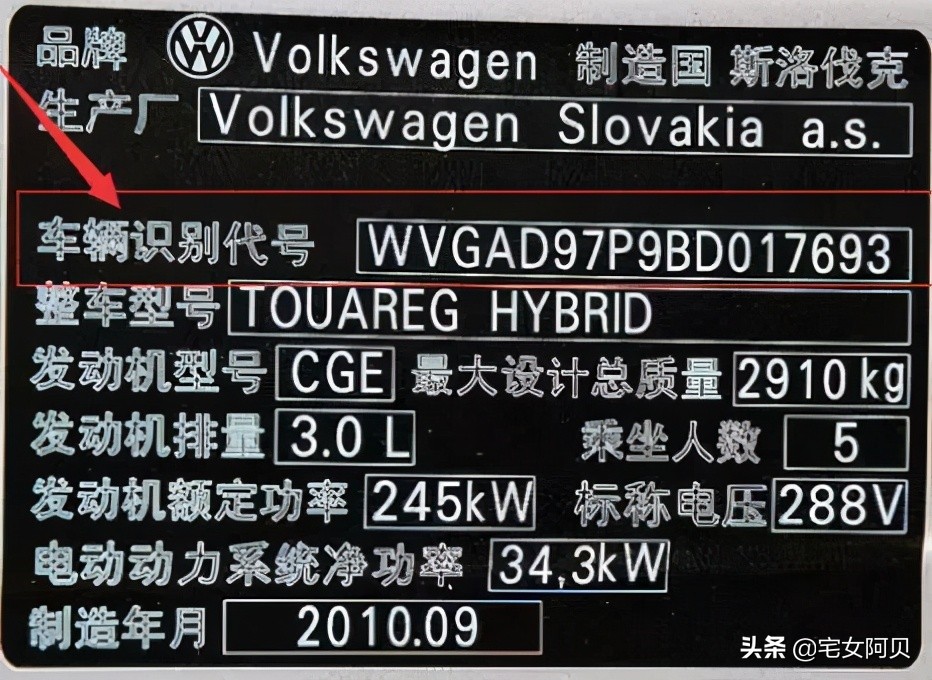 品牌 Volkswagen 制造国 斯洛伐克
生产厂 Volkswagen Slovakia a.s.
车辆识别代号 WVGAD97P9BD017693
整车型号 TOUAREG HYBRID
发动机型号 CGE 最大设计总质量 2910 kg
发动机排量 3.0 L 乘坐人数 5
发动机额定功率 245kW 标称电压 288V
电动动力系统净功率 34,3kW
制造年月 2010.09
头条 @宅女阿贝